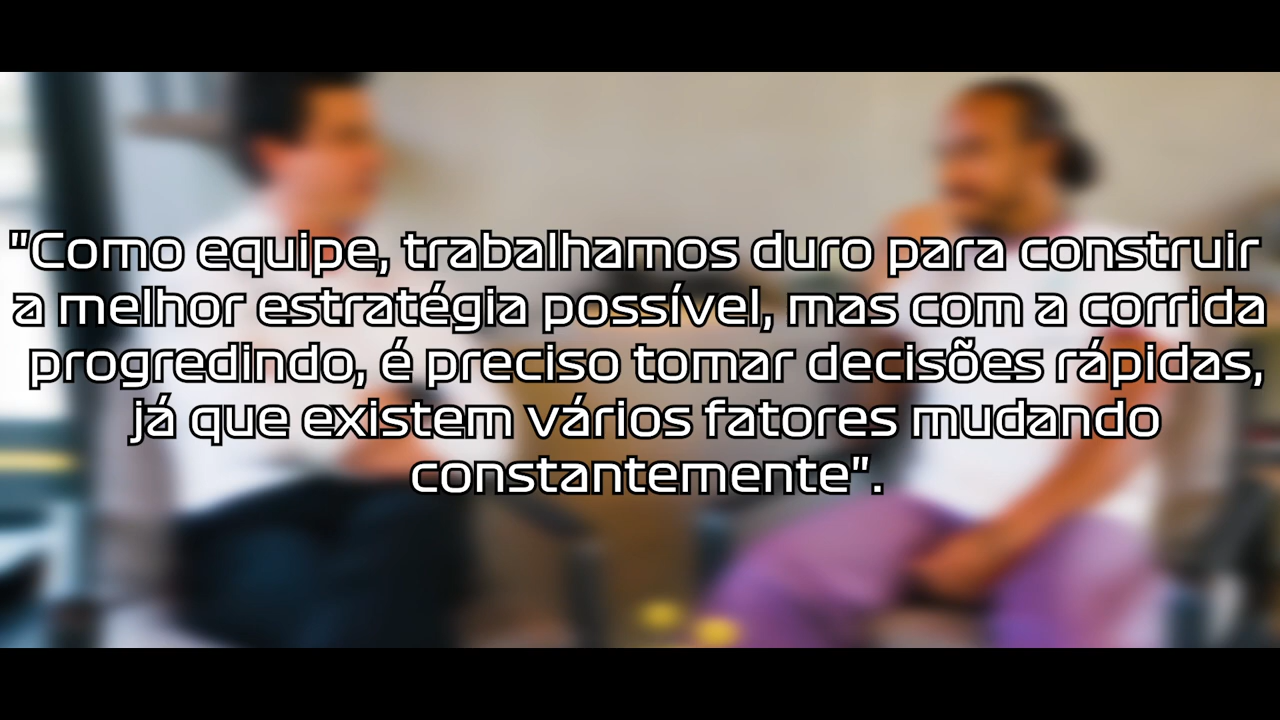 "Como equipe, trabalhamos duro para construir
a melhor estratégia possível, mas com a corrida
progredindo, é preciso tomar decisões rápidas,
já que existem vários fatores mudando
constantemente".